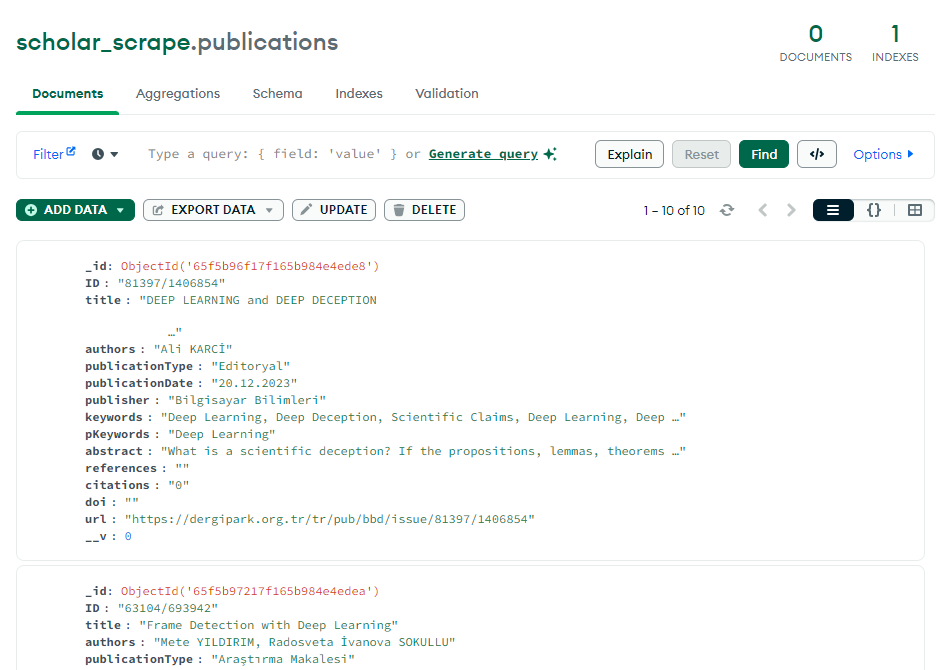 scholar_scrape.publications
0
DOCUMENTS
1
INDEXES
Documents Aggregations Schema Indexes Validation
Filter Type a query: { field: 'value' } or Generate query Explain Reset Find </> Options
ADD DATA EXPORT DATA UPDATE DELETE 1 – 10 of 10 {}
_id: ObjectId('65f5b96f17f165b984e4ede8')
ID : "81397/1406854"
title : "DEEP LEARNING and DEEP DECEPTION
…"
authors : "Ali KARCİ"
publicationType : "Editoryal"
publicationDate : "20.12.2023"
publisher : "Bilgisayar Bilimleri"
keywords : "Deep Learning, Deep Deception, Scientific Claims, Deep Learning, Deep …"
pKeywords : "Deep Learning"
abstract : "What is a scientific deception? If the propositions, lemmas, theorems …"
references : ""
citations : "0"
doi : ""
url : "https://dergipark.org.tr/tr/pub/bbd/issue/81397/1406854"
__v : 0
_id: ObjectId('65f5b97217f165b984e4edea')
ID : "63104/693942"
title : "Frame Detection with Deep Learning"
authors : "Mete YILDIRIM, Radosveta İvanova SOKULLU"
publicationType : "Araştırma Makalesi"